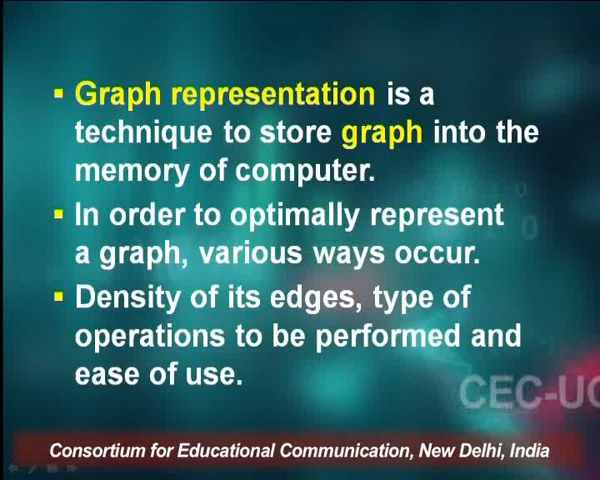 Graph representation is a
technique to store graph into the
memory of computer.
In order to optimally represent
a graph, various ways occur.
Density of its edges, type of
operations to be performed and
ease of use.
CEC-UG
Consortium for Educational Communication, New Delhi, India